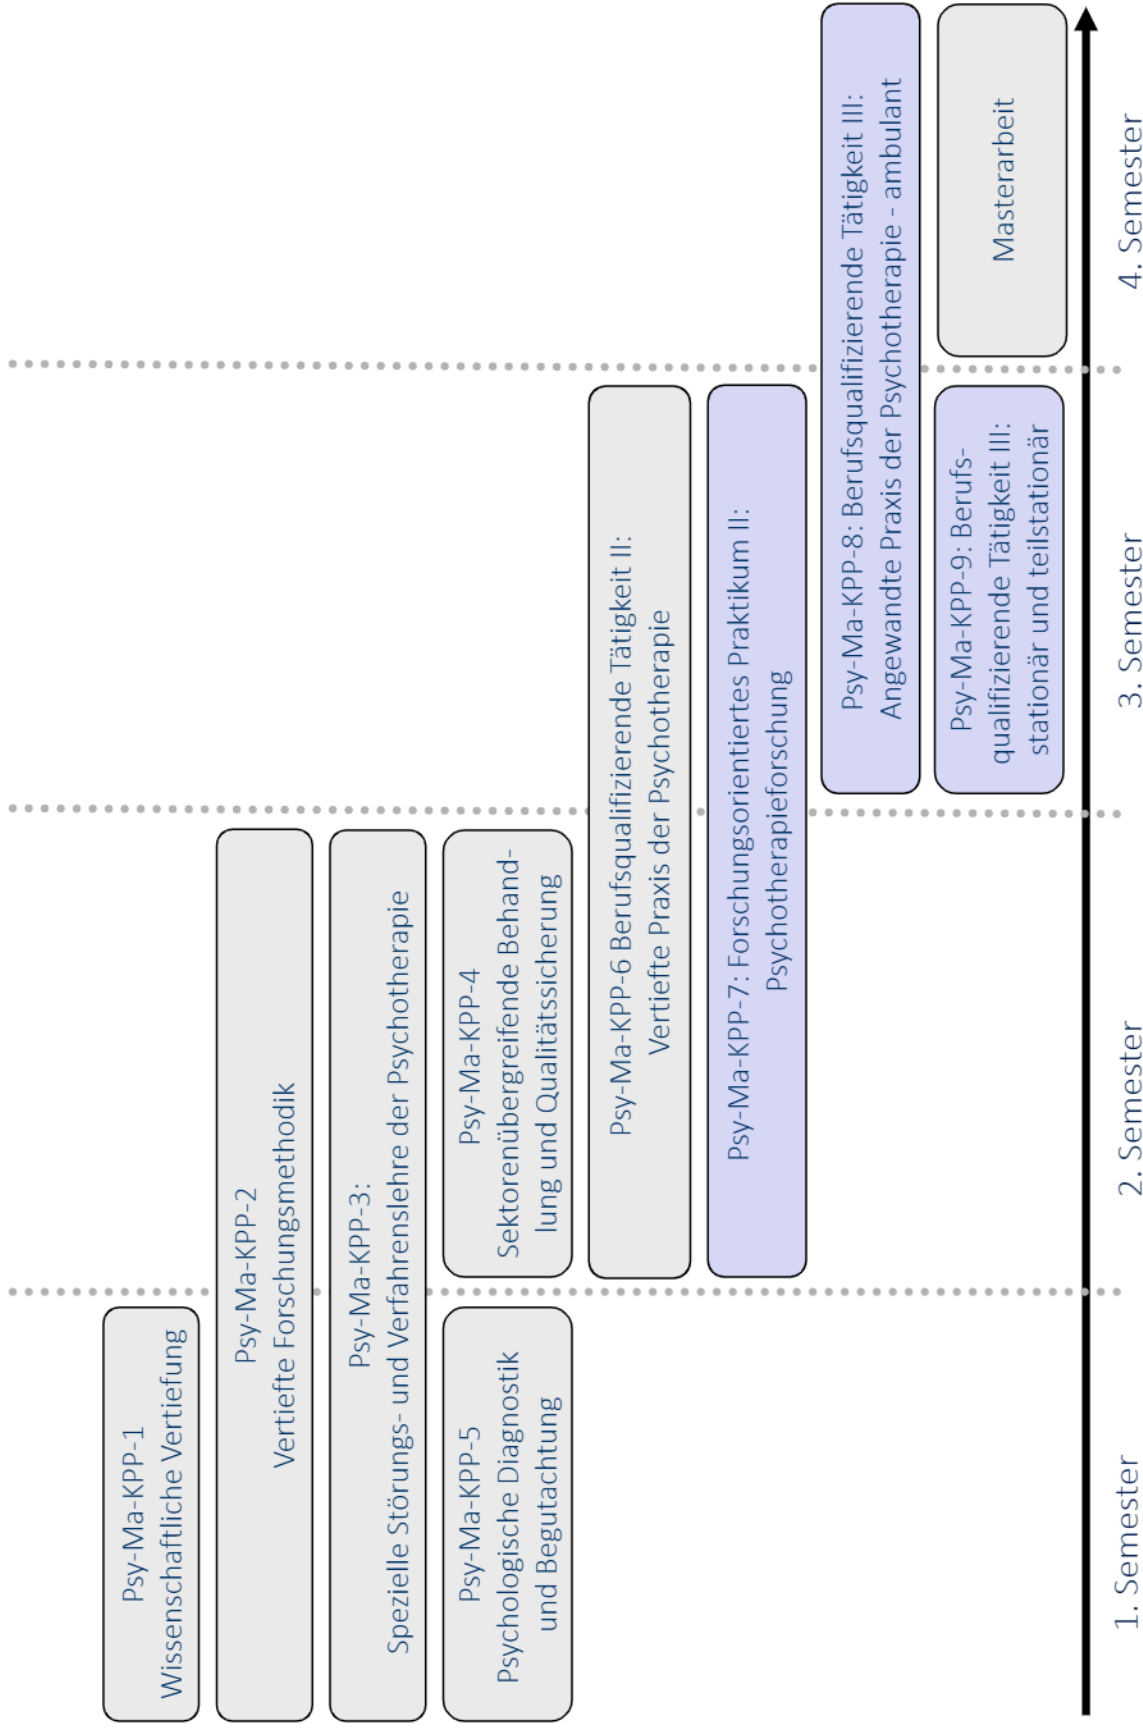 Psy-Ma-KPP-1
Wissenschaftliche Vertiefung
Psy-Ma-KPP-2
Vertiefte Forschungsmethodik
Psy-Ma-KPP-3:
Spezielle Störungs- und Verfahrenslehre der Psychotherapie
Psy-Ma-KPP-5
Psychologische Diagnostik
und Begutachtung
Psy-Ma-KPP-4
Sektorenübergreifende Behand-
lung und Qualitätssicherung
Psy-Ma-KPP-6 Berufsqualifizierende Tätigkeit II:
Vertiefte Praxis der Psychotherapie
Psy-Ma-KPP-7: Forschungsorientiertes Praktikum II:
Psychotherapieforschung
Psy-Ma-KPP-8: Berufsqualifizierende Tätigkeit III:
Angewandte Praxis der Psychotherapie - ambulant
Psy-Ma-KPP-9: Berufs-
qualifizierende Tätigkeit III:
stationär und teilstationär
Masterarbeit
1. Semester
2. Semester
3. Semester
4. Semester